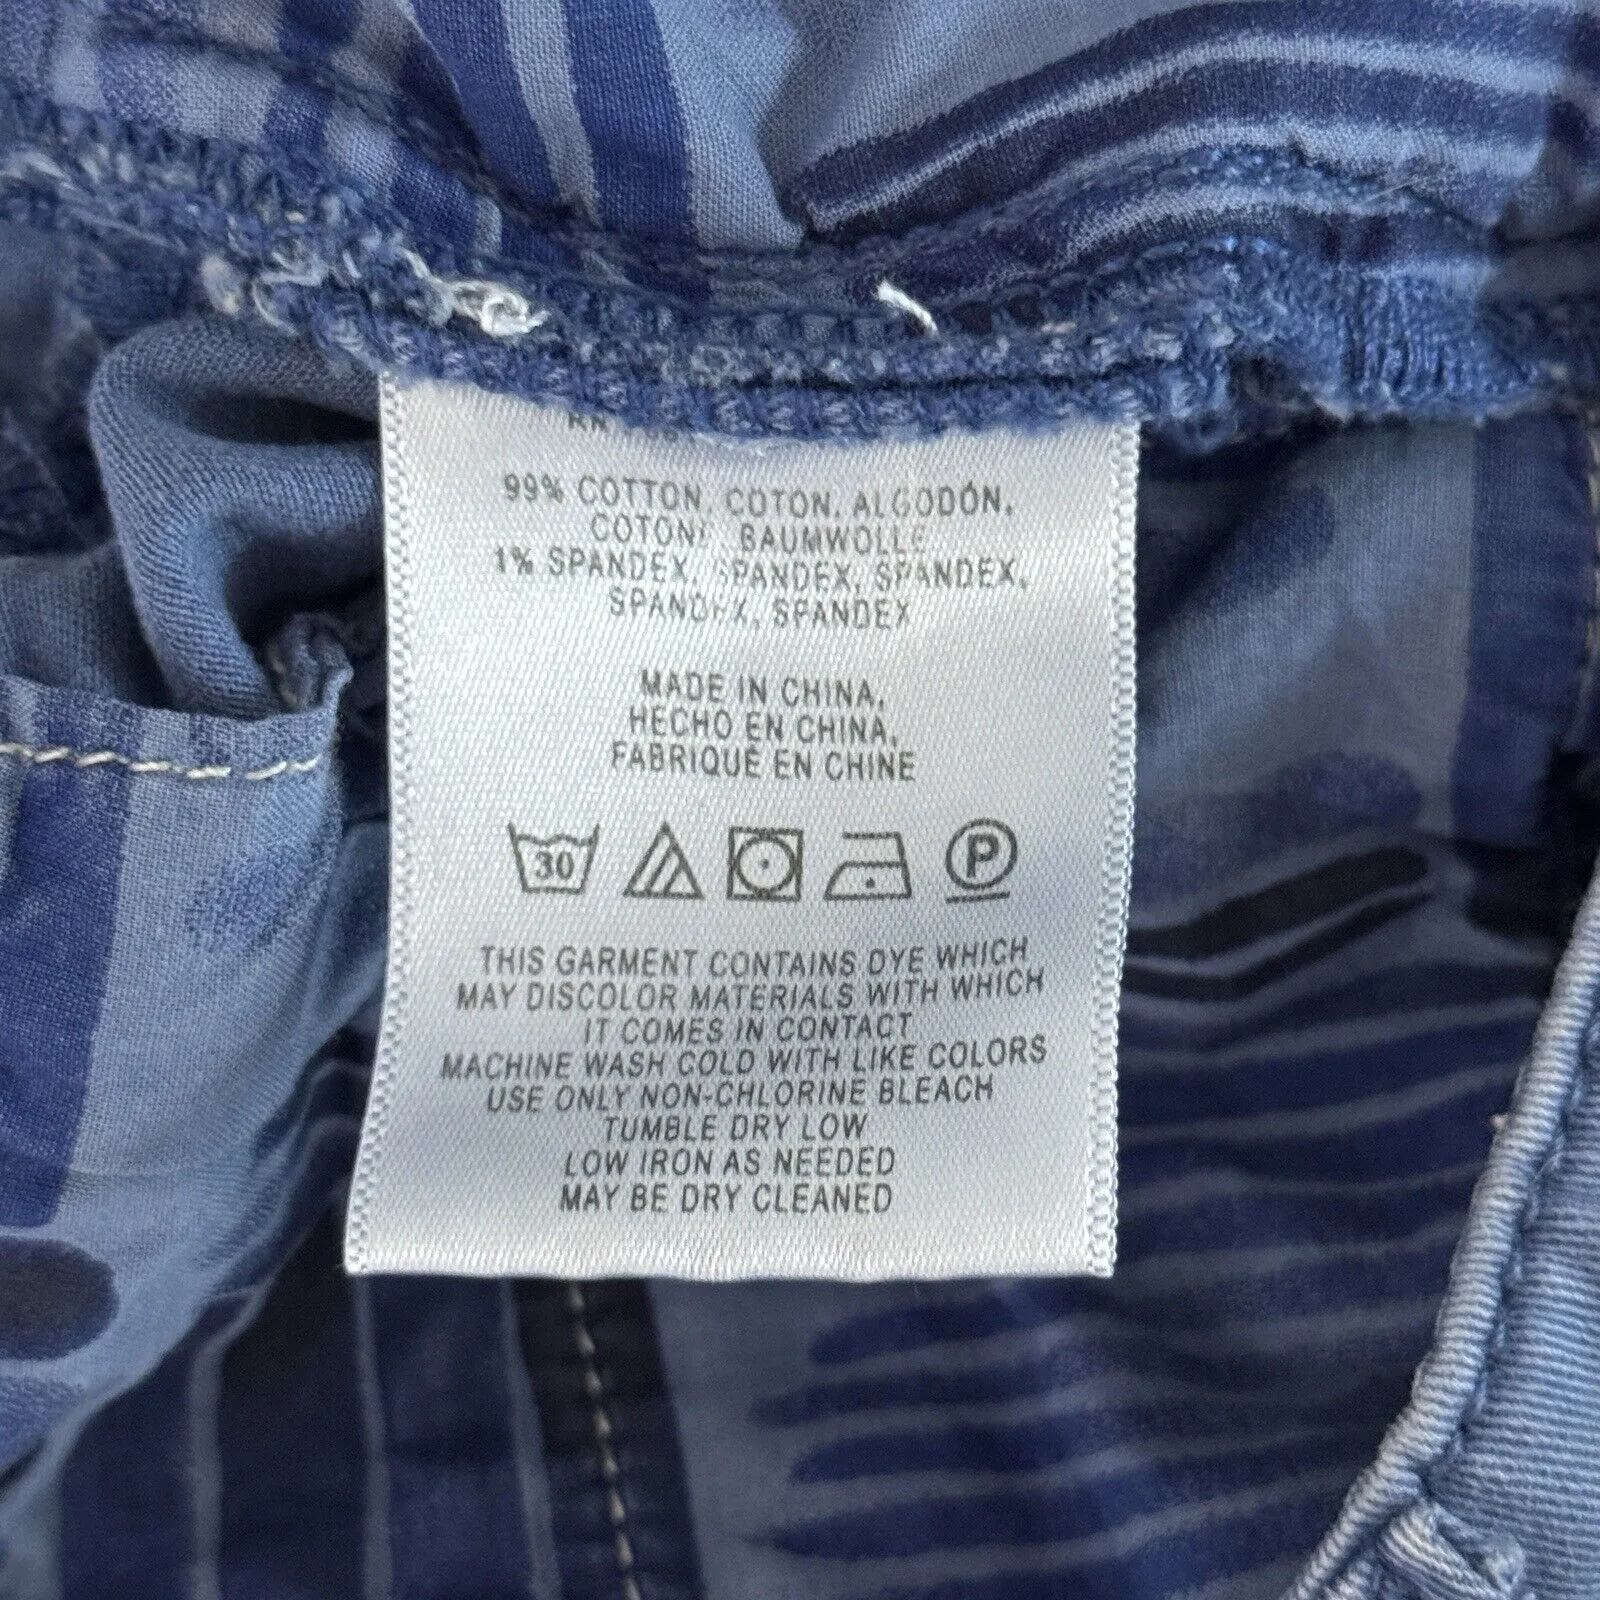 99% COTTON, COTON, ALGODÓN,
COTONE, BAUMWOLLE
1% SPANDEX, SPANDEX, SPANDEX,
SPANDEX, SPANDEX
MADE IN CHINA,
HECHO EN CHINA,
FABRIQUÉ EN CHINE
30 P
THIS GARMENT CONTAINS DYE WHICH
MAY DISCOLOR MATERIALS WITH WHICH
IT COMES IN CONTACT
MACHINE WASH COLD WITH LIKE COLORS
USE ONLY NON-CHLORINE BLEACH
TUMBLE DRY LOW
LOW IRON AS NEEDED
MAY BE DRY CLEANED